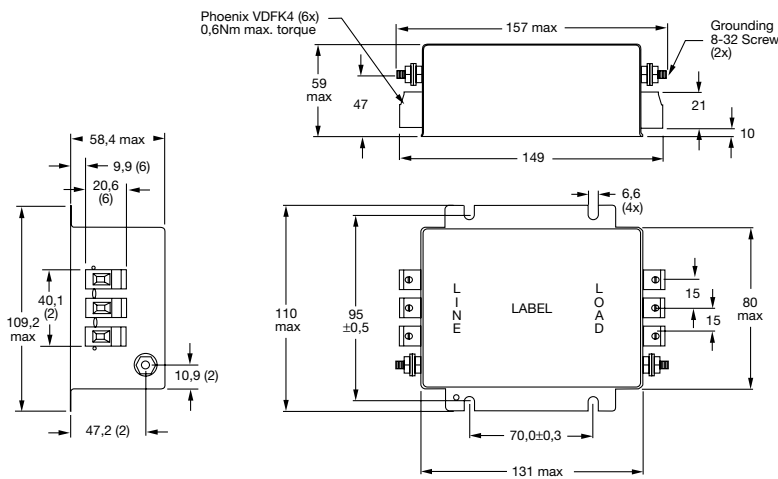 Phoenix VDFK4 (6x)
0,6Nm max. torque
157 max
Grounding
8-32 Screw
(2x)
59
max
47
21
10
149
58,4 max
9,9 (6)
20,6
(6)
40,1
(2)
109,2
max
10,9 (2)
47,2 (2)
6,6
(4x)
110
max
95
±0,5
LINE
LABEL
LOAD
15
15
80
max
70,0±0,3
131 max